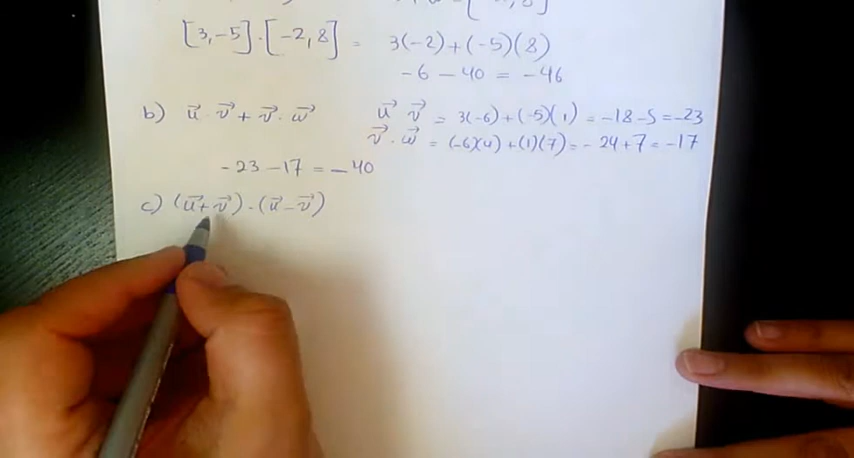 [3,-5]·[-2,8] = 3(-2)+(-5)(8)
-6-40 = -46
b) u⃗·v⃗+v⃗·w⃗
u⃗ v⃗ = 3(-6)+(-5)(1)=-18-5=-23
v⃗·w⃗ = (-6)(4)+(1)(7)=-24+7=-17
-23-17=-40
c) (u⃗+v⃗)·(u⃗-v⃗)